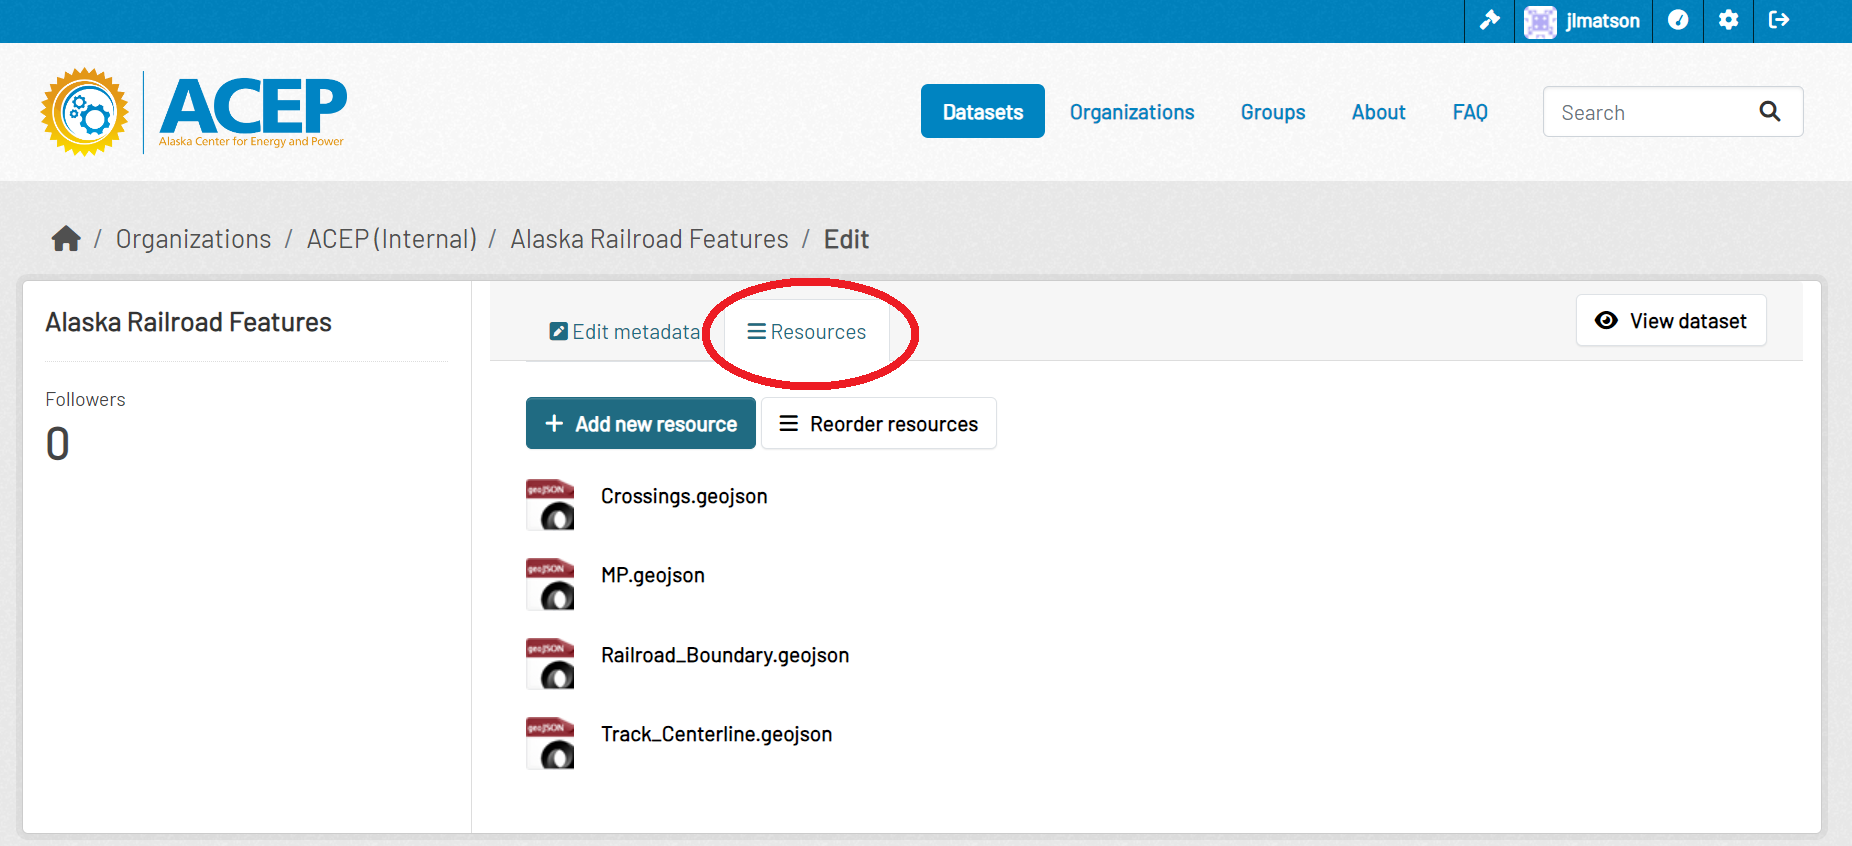 jlmatson
ACEP
Alaska Center for Energy and Power
Datasets Organizations Groups About FAQ Search
/ Organizations / ACEP (Internal) / Alaska Railroad Features / Edit
Alaska Railroad Features
Followers
0
Edit metadata Resources View dataset
Add new resource Reorder resources
geoJSON Crossings.geojson
geoJSON MP.geojson
geoJSON Railroad_Boundary.geojson
geoJSON Track_Centerline.geojson